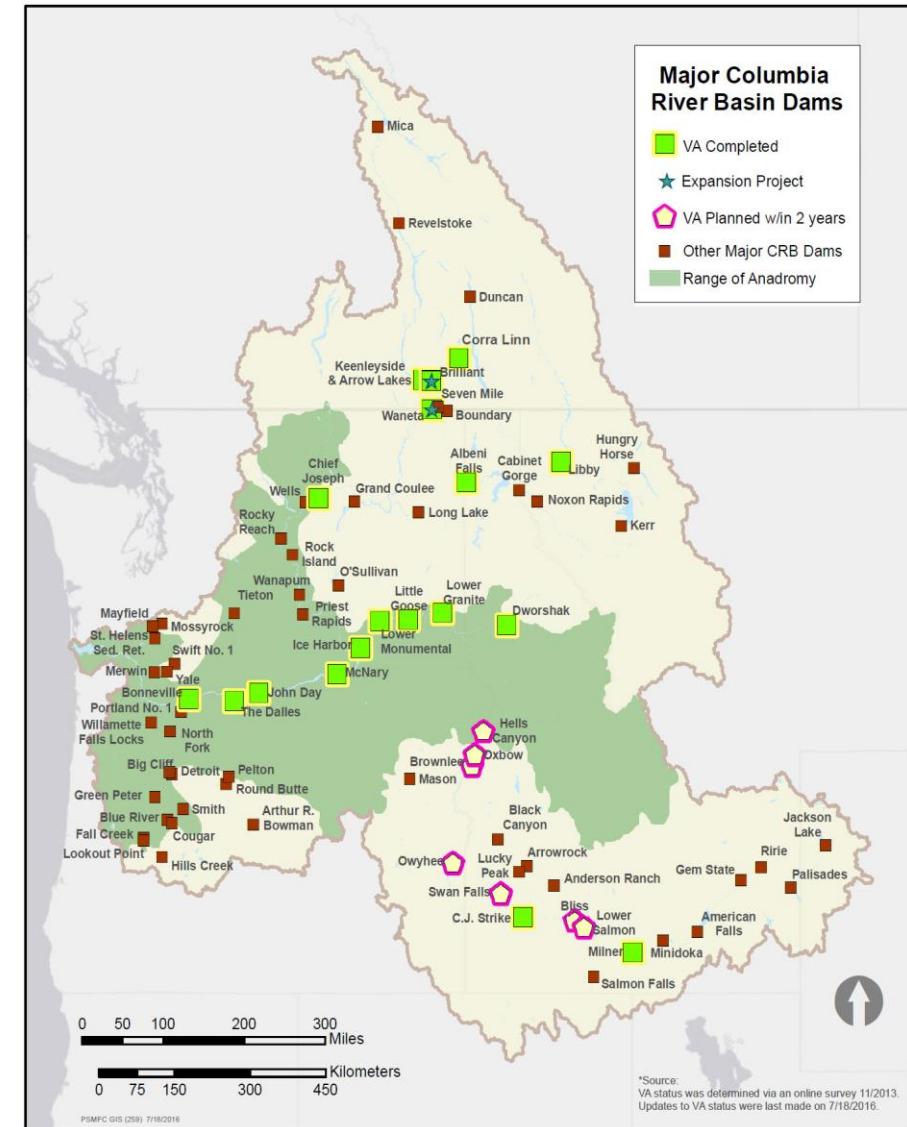 Major Columbia
River Basin Dams
VA Completed
Expansion Project
VA Planned w/in 2 years
Other Major CRB Dams
Range of Anadromy
Mica
Revelstoke
Duncan
Corra Linn
Keenleyside
& Arrow Lakes
Brilliant
Seven Mile
Waneta
Boundary
Hungry
Horse
Albeni
Falls
Cabinet
Gorge
Libby
Chief
Joseph
Wells
Grand Coulee
Noxon Rapids
Long Lake
Kerr
Rocky
Reach
Rock
Island
O'Sullivan
Wanapum
Tieton
Priest
Rapids
Little
Goose
Lower
Granite
Dworshak
Mayfield
Mossyrock
St. Helens
Sed. Ret.
Swift No. 1
Ice Harbor
Lower
Monumental
Merwin
Yale
McNary
Bonneville
John Day
Portland No. 1
The Dalles
Willamette
Falls Locks
North
Fork
Hells
Canyon
Oxbow
Brownlee
Mason
Big Cliff
Detroit
Pelton
Round Butte
Green Peter
Smith
Blue River
Arthur R.
Bowman
Fall Creek
Cougar
Lookout Point
Hills Creek
Black
Canyon
Jackson
Lake
Owyhee
Lucky
Peak
Arrowrock
Gem State
Ririe
Swan Falls
Anderson Ranch
Palisades
C.J. Strike
Bliss
Lower
Salmon
American
Falls
Milner
Minidoka
Salmon Falls
0 50 100 200 300
Miles
Kilometers
0 75 150 300 450
*Source:
VA status was determined via an online survey 11/2013.
Updates to VA status were last made on 7/18/2016.
PSMFC GIS (259) 7/18/2016